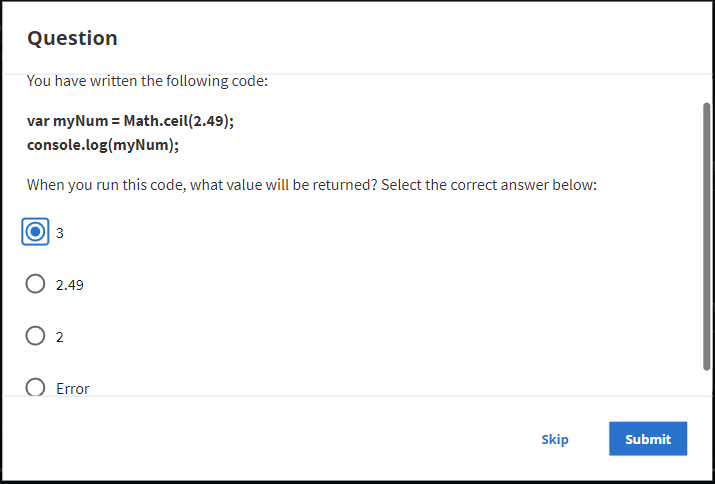 Question
You have written the following code:
var myNum = Math.ceil(2.49);
console.log(myNum);
When you run this code, what value will be returned? Select the correct answer below:
3
2.49
2
Error
Skip
Submit